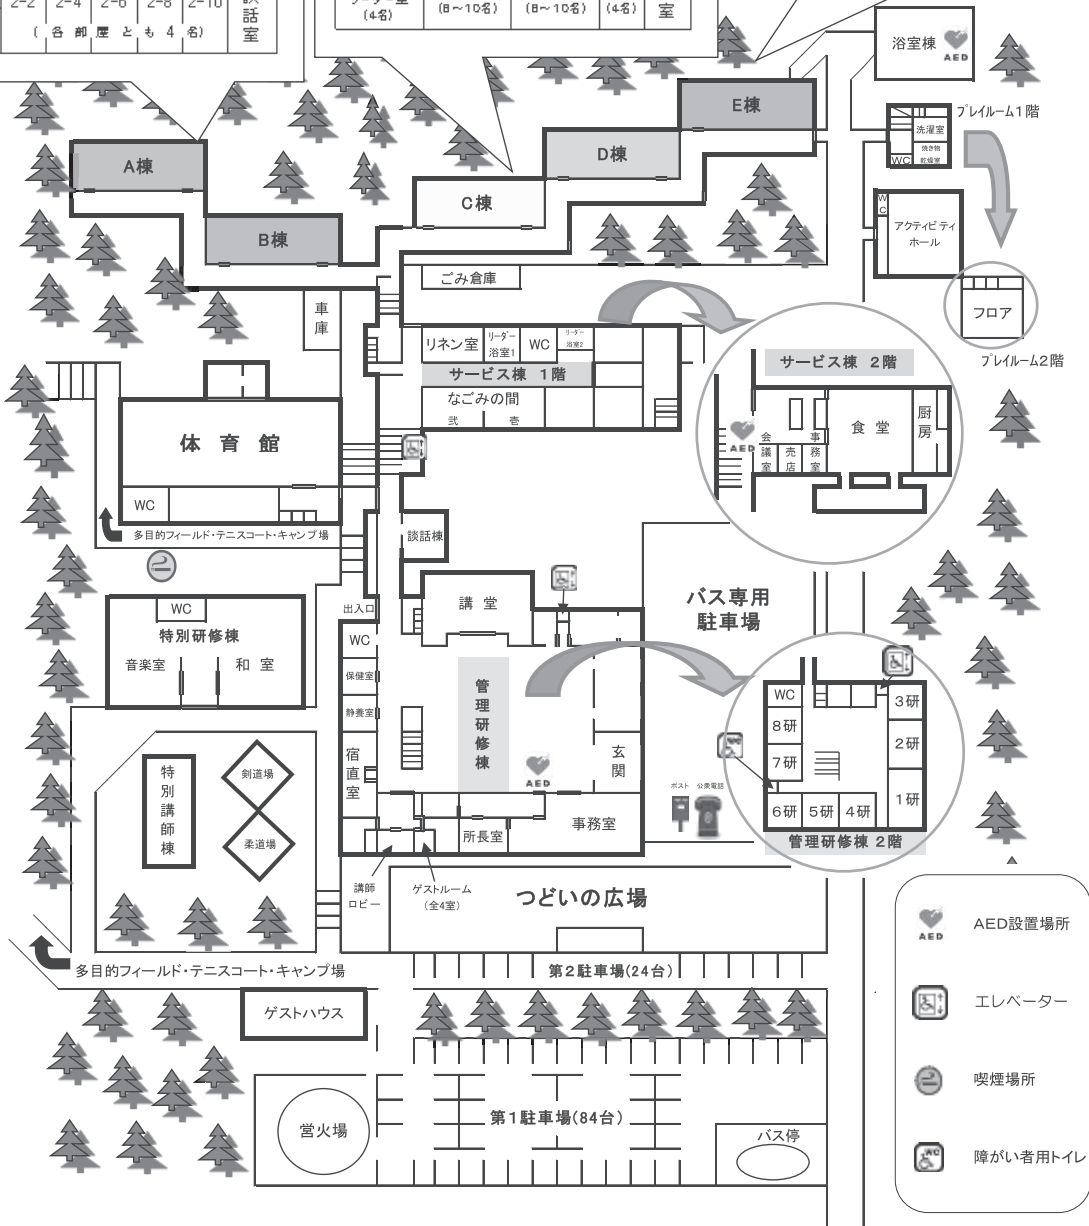 2-2 2-4 2-6 2-8 2-10
(各部屋とも4名)
談話室
リーダー室
(4名)
(8～10名)
(8～10名)
(4名)
室
浴室棟
AED
E棟
プレイルーム1階
洗濯室
焼き物
乾燥室
WC
D棟
A棟
C棟
WC
アクティビティ
ホール
B棟
ごみ倉庫
フロア
プレイルーム2階
車庫
リネン室
リーダー
浴室1
WC
リーダー
浴室2
サービス棟 1階
なごみの間
弐 壱
サービス棟 2階
AED
会議室
売店
事務室
食堂
厨房
体育館
WC
多目的フィールド・テニスコート・キャンプ場
談話棟
講堂
出入口
バス専用
駐車場
WC
特別研修棟
音楽室
和室
WC
保健室
静養室
宿直室
管理研修棟
AED
玄関
事務室
所長室
WC
8研
7研
6研
5研
4研
3研
2研
1研
管理研修棟 2階
ポスト
公衆電話
特別講師棟
剣道場
柔道場
講師
ロビー
ゲストルーム
(全4室)
つどいの広場
多目的フィールド・テニスコート・キャンプ場
第2駐車場(24台)
ゲストハウス
営火場
第1駐車場(84台)
バス停
AED
AED設置場所
エレベーター
喫煙場所
WC
障がい者用トイレ